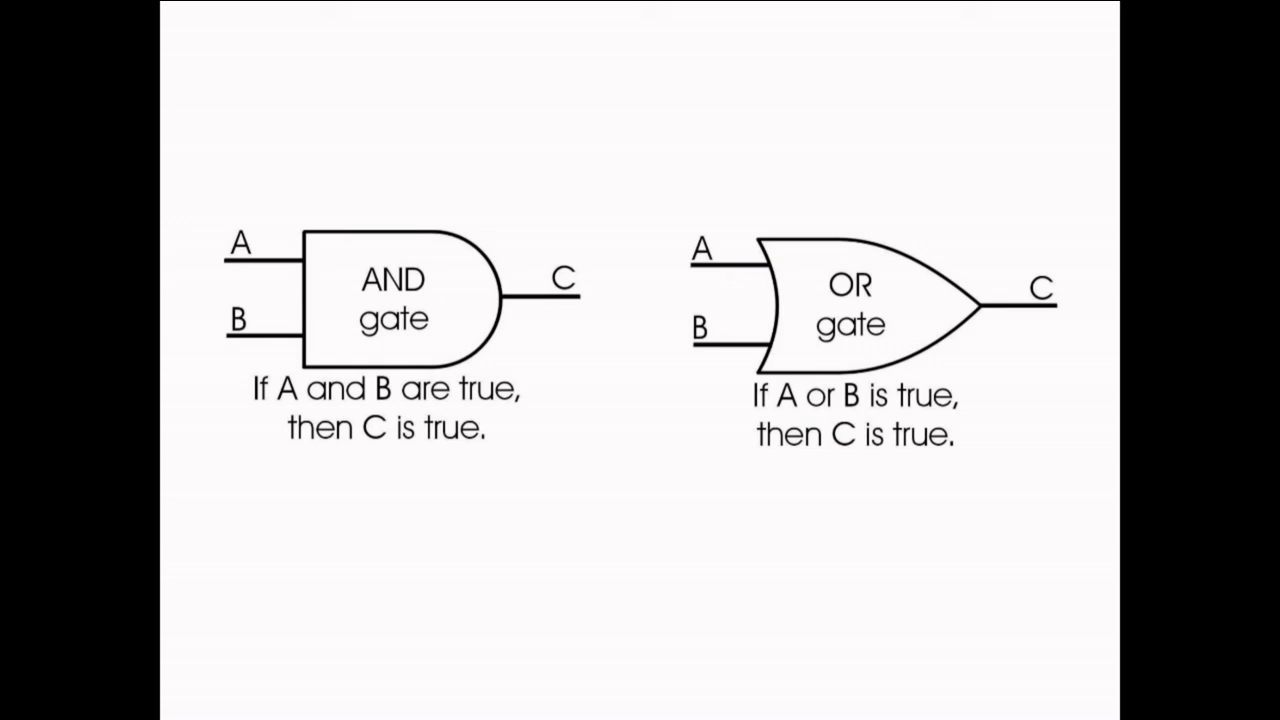 A
AND
gate
B
C
If A and B are true,
then C is true.
A
OR
gate
B
C
If A or B is true,
then C is true.